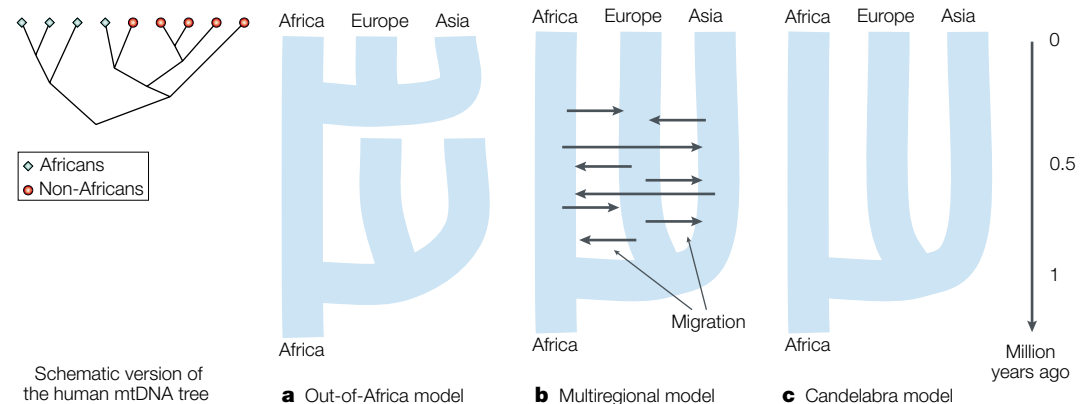 Africans
Non-Africans
Schematic version of
the human mtDNA tree
Africa Europe Asia
Africa
a Out-of-Africa model
Africa Europe Asia
Migration
Africa
b Multiregional model
Africa Europe Asia
Africa
c Candelabra model
0
0.5
1
Million
years ago